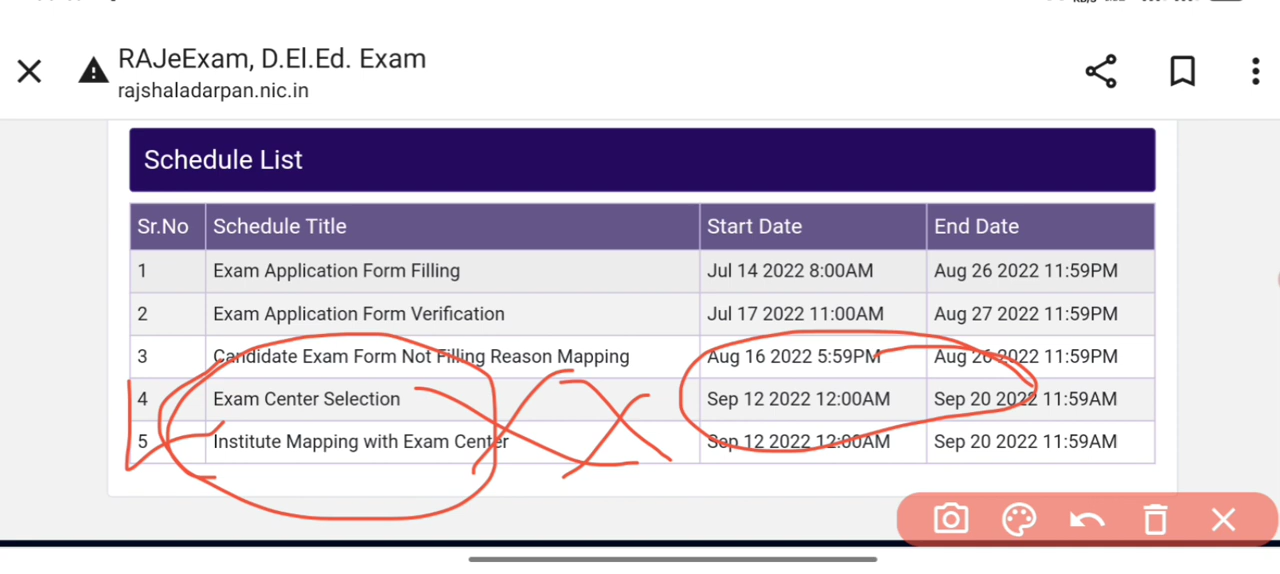 RAJeExam, D.El.Ed. Exam
rajshaladarpan.nic.in
Schedule List
Sr.No Schedule Title Start Date End Date
1 Exam Application Form Filling Jul 14 2022 8:00AM Aug 26 2022 11:59PM
2 Exam Application Form Verification Jul 17 2022 11:00AM Aug 27 2022 11:59PM
3 Candidate Exam Form Not Filling Reason Mapping Aug 16 2022 5:59PM Aug 26 2022 11:59PM
4 Exam Center Selection Sep 12 2022 12:00AM Sep 20 2022 11:59AM
5 Institute Mapping with Exam Center Sep 12 2022 12:00AM Sep 20 2022 11:59AM